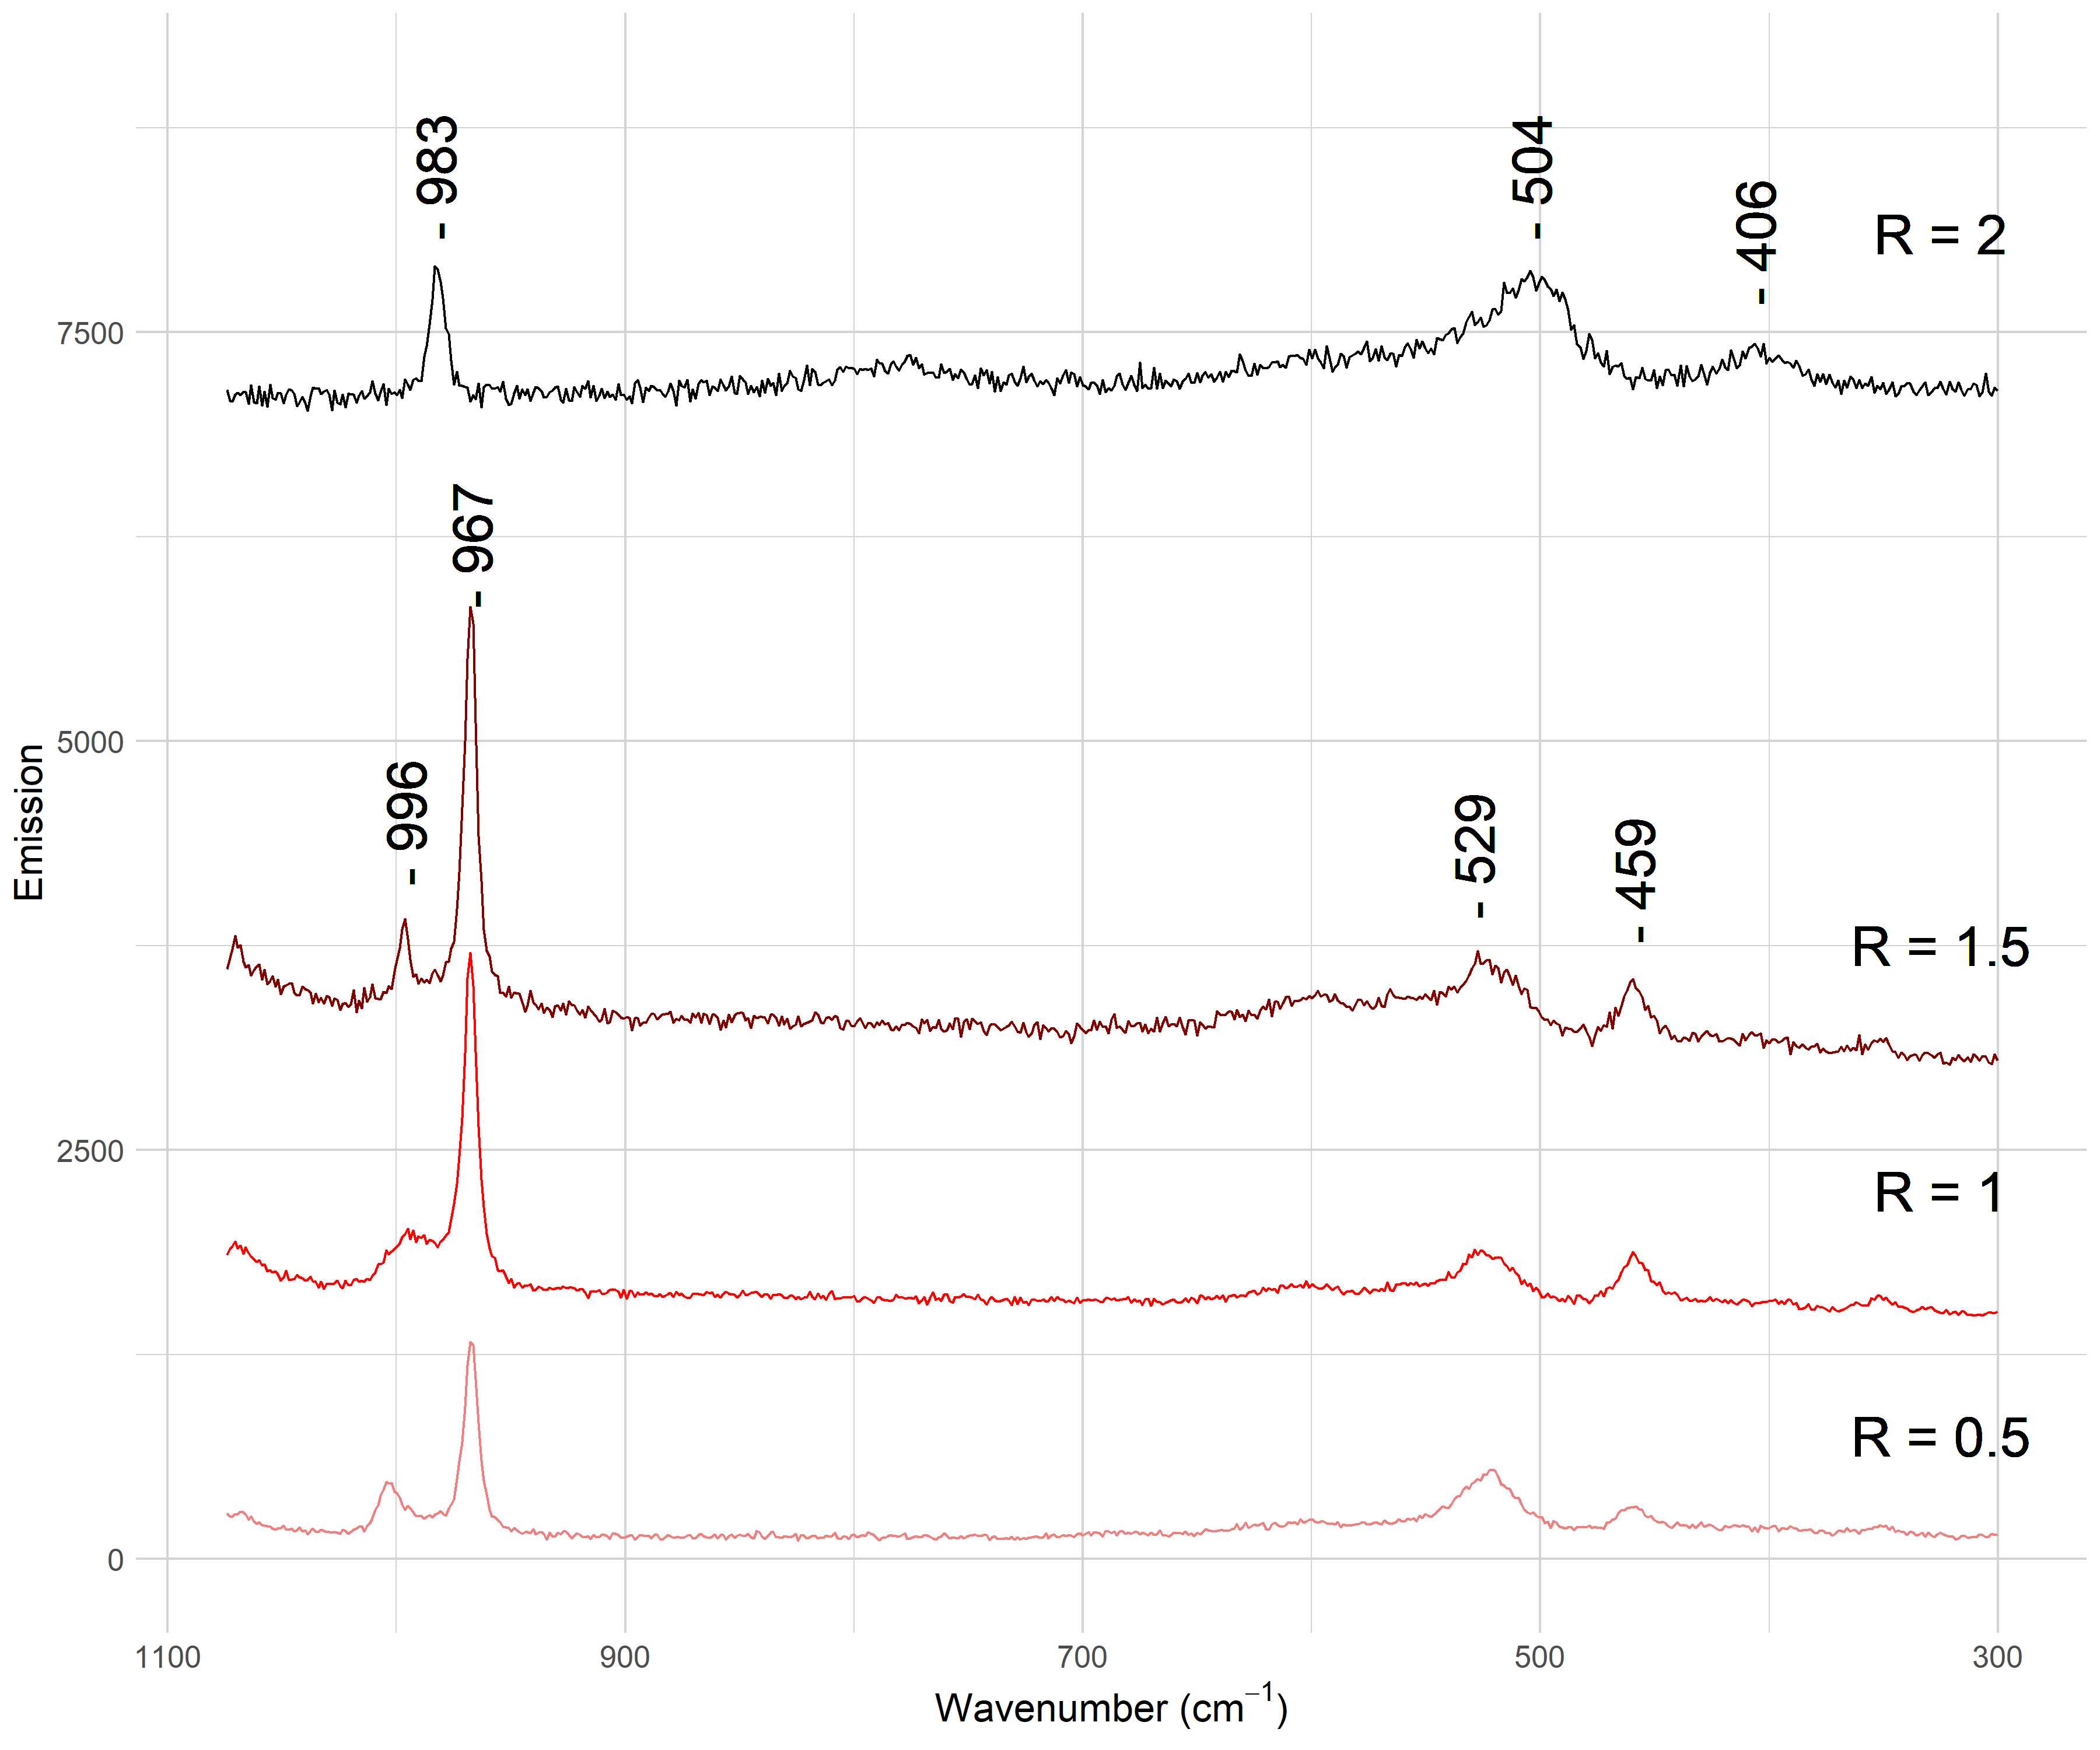 - 983
- 504
- 406
R = 2
7500
- 967
5000
- 996
- 529
- 459
R = 1.5
Emission
2500
R = 1
R = 0.5
0
1100
900
700
500
300
Wavenumber (cm⁻¹)